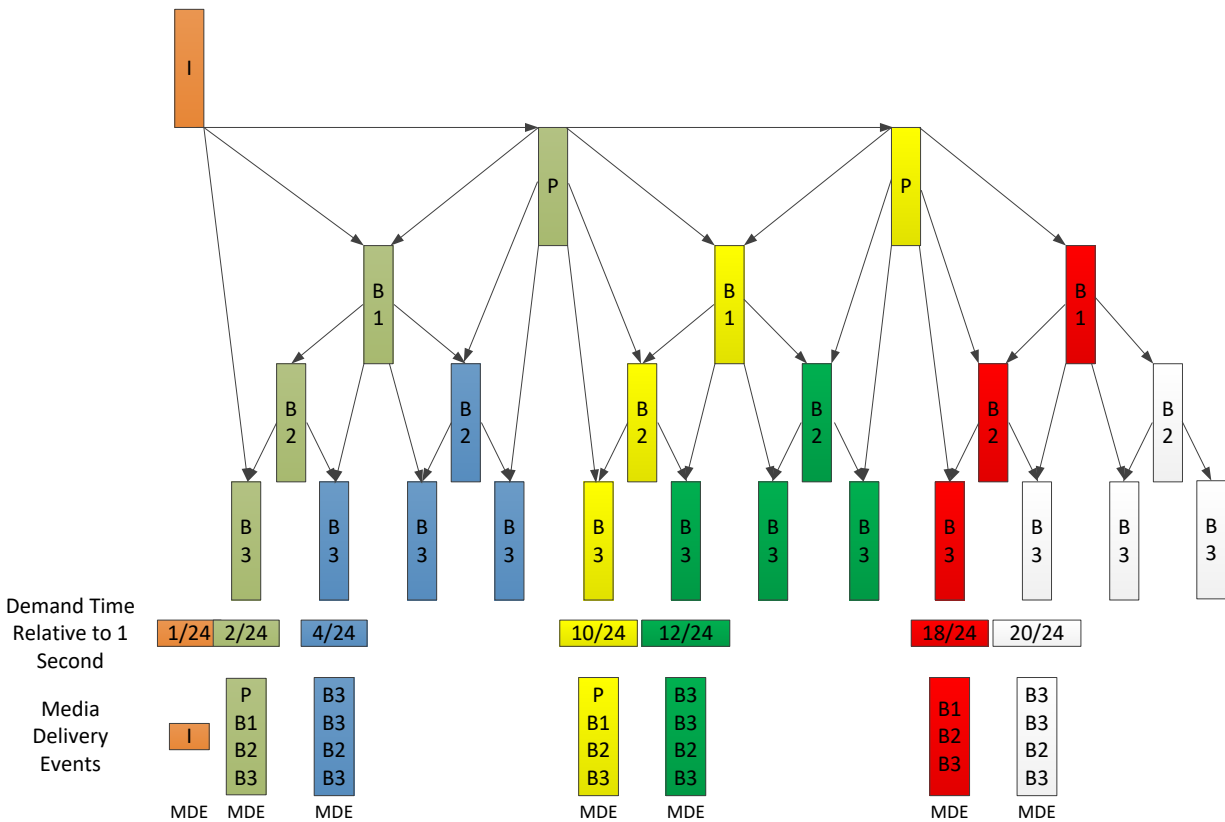 I
P
P
B
1
B
1
B
1
B
2
B
2
B
2
B
2
B
2
B
2
B
3
B
3
B
3
B
3
B
3
B
3
B
3
B
3
B
3
B
3
B
3
B
3
Demand Time
Relative to 1
Second
1/24 2/24 4/24 10/24 12/24 18/24 20/24
Media
Delivery
Events
I
P
B1
B2
B3
B3
B3
B2
B3
P
B1
B2
B3
B3
B3
B2
B3
B1
B2
B3
B3
B3
B2
B3
MDE MDE MDE MDE MDE MDE MDE